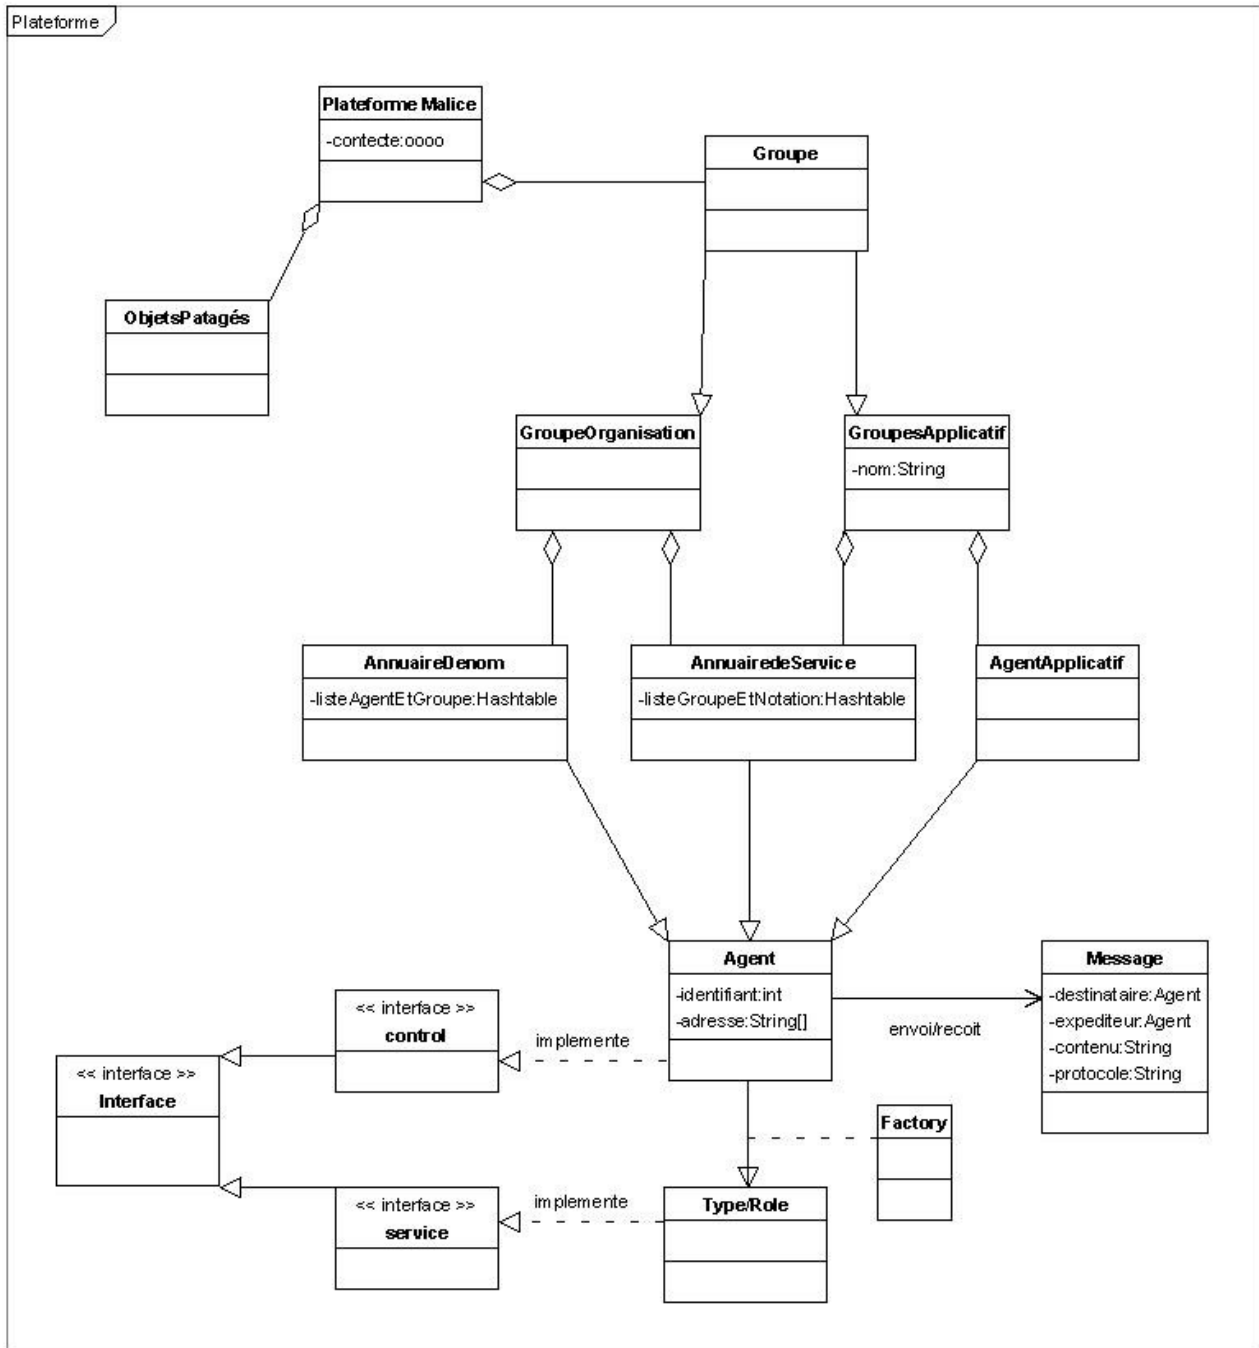 Plateforme
Plateforme Malice
-contecte:oooo
Groupe
ObjetsPatagés
GroupeOrganisation
GroupesApplicatif
-nom:String
AnnuaireDenom
-listeAgentEtGroupe:Hashtable
AnnuairedeService
-listeGroupeEtNotation:Hashtable
AgentApplicatif
Agent
-identifiant:int
-adresse:String[]
Message
-destinataire:Agent
-expediteur:Agent
-contenu:String
-protocole:String
envoi/recoit
<< interface >>
control
implemente
<< interface >>
Interface
Factory
<< interface >>
service
implemente
Type/Role